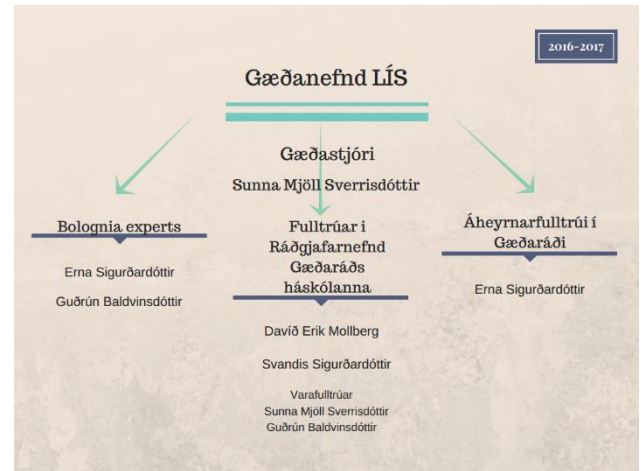 2016-2017
Gæðanefnd LÍS
Gæðastjóri
Sunna Mjöll Sverrisdóttir
Bolognia experts
Erna Sigurðardóttir
Guðrún Baldvinsdóttir
Fulltrúar i
Ráðgjafarnefnd
Gæðaráðs
háskólanna
Davíð Erik Mollberg
Svandis Sigurðardóttir
Varafulltrúar
Sunna Mjöll Sverrisdóttir
Guðrún Baldvinsdóttir
Áheyrnarfulltrúi í
Gæðaráði
Erna Sigurðardóttir